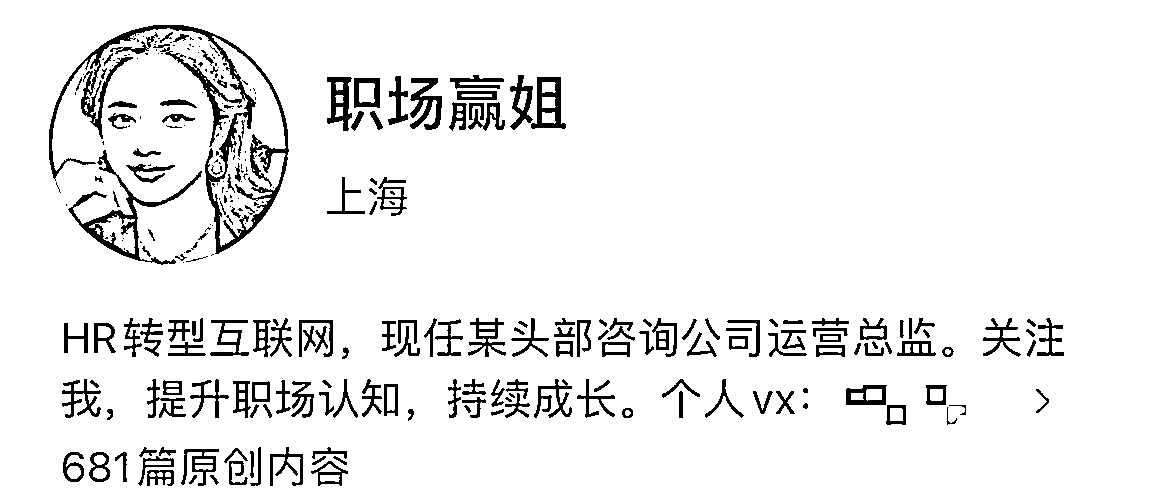 职场赢姐
上海
HR转型互联网，现任某头部咨询公司运营总监。关注
我，提升职场认知，持续成长。个人vx：
681篇原创内容